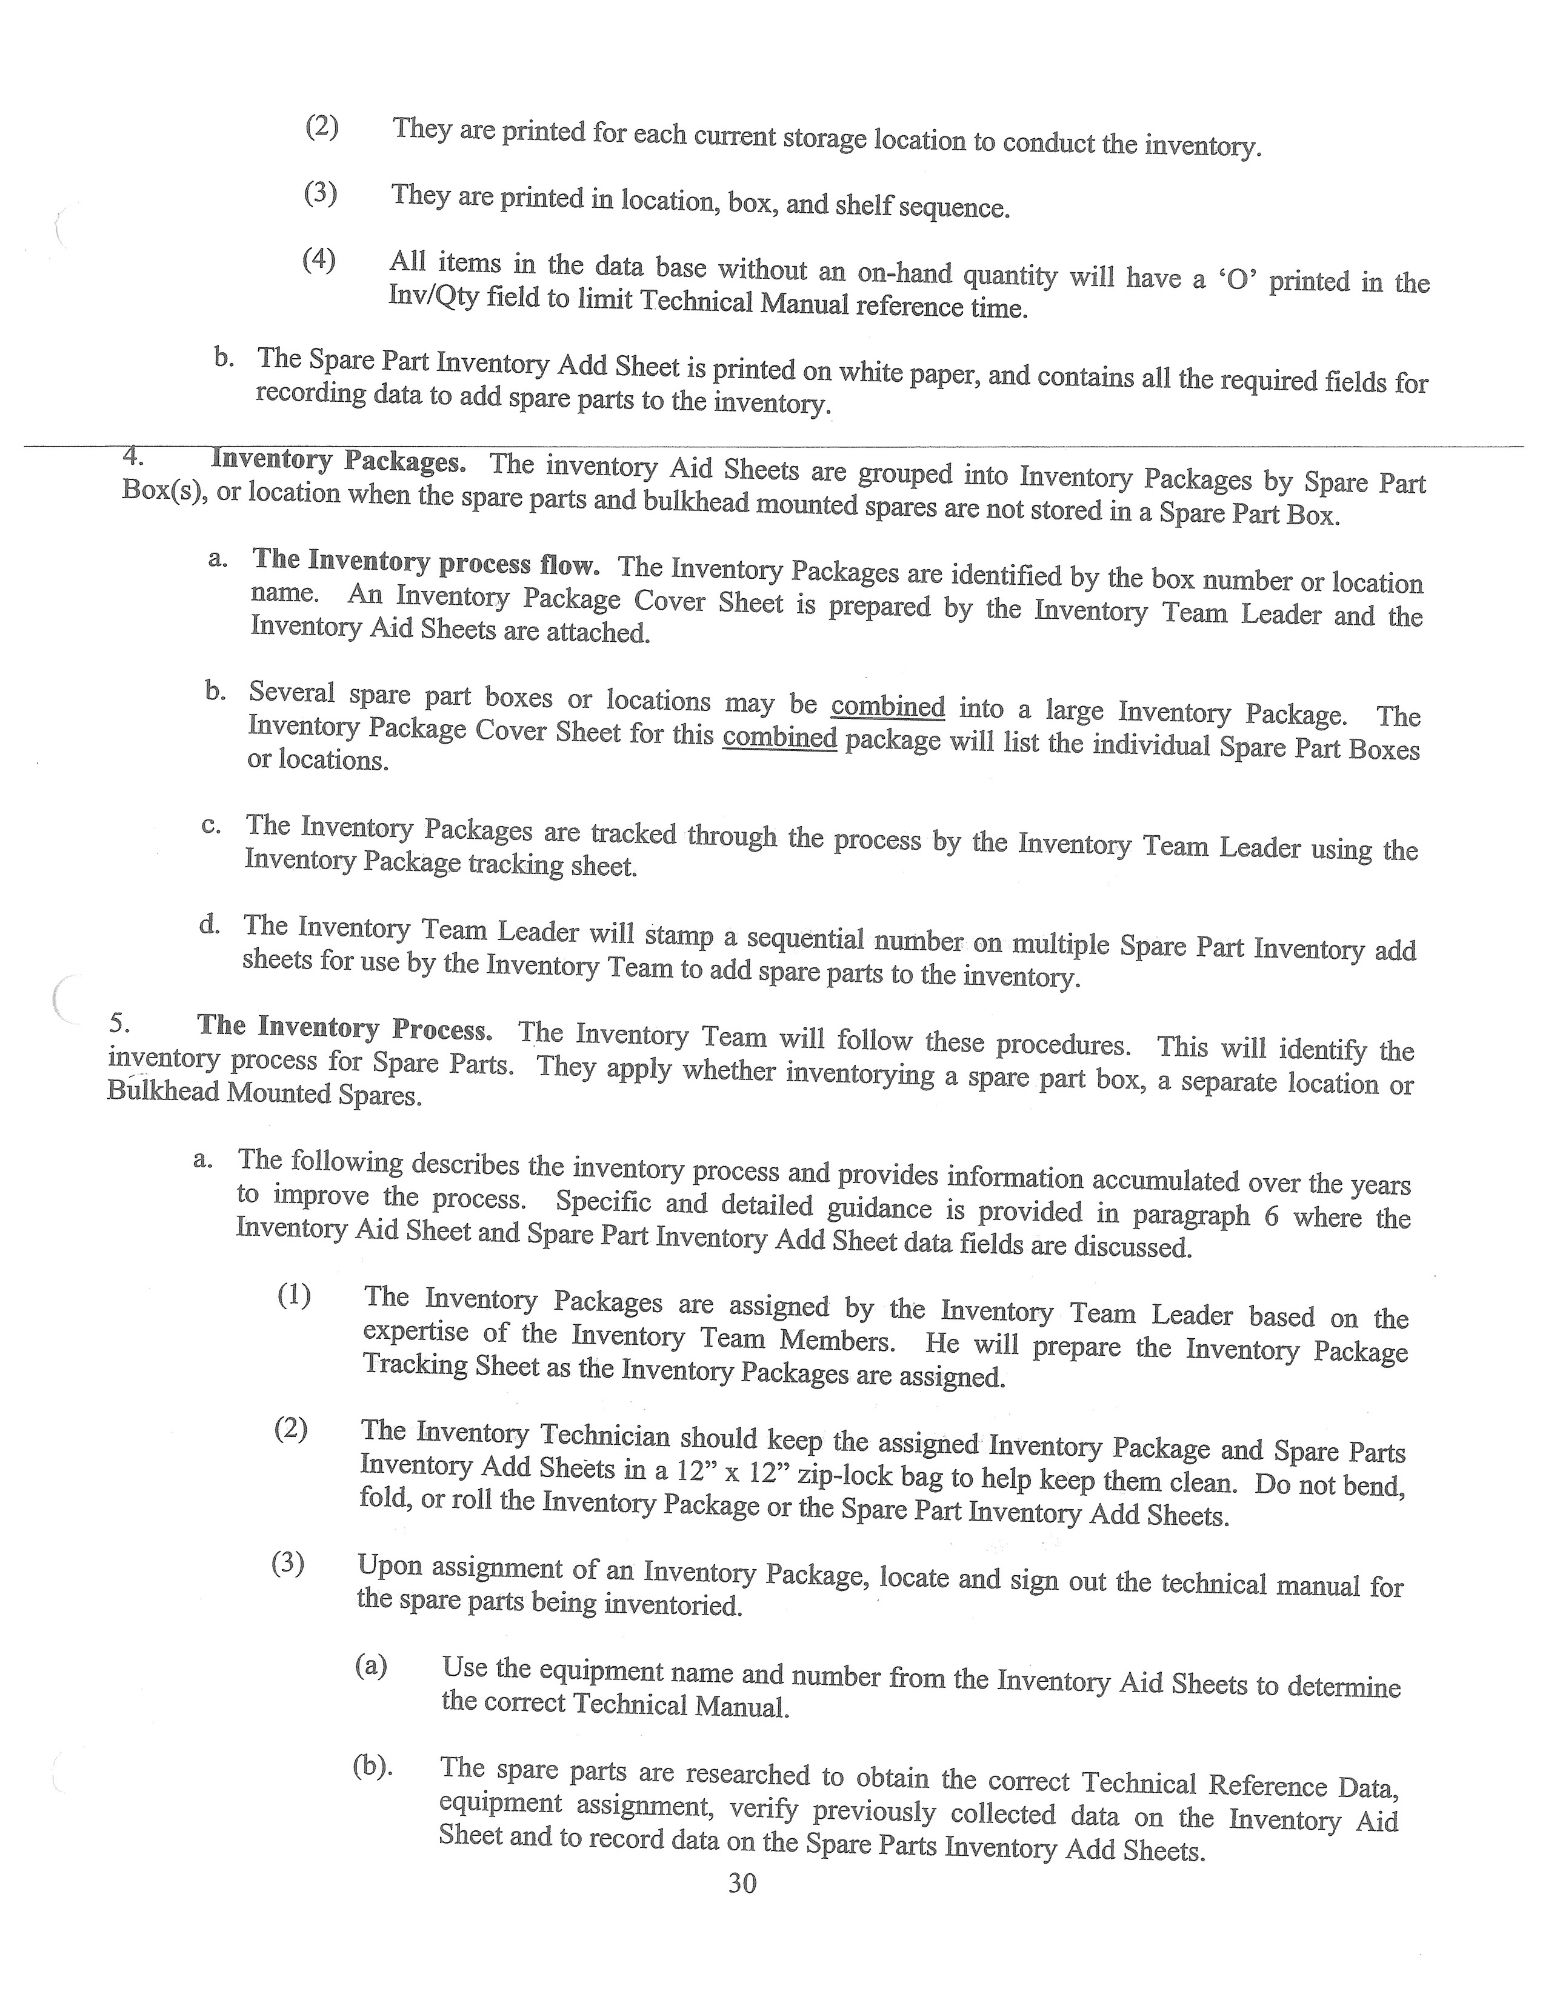 (2) They are printed for each current storage location to conduct the inventory.
(3) They are printed in location, box, and shelf sequence.
(4) All items in the data base without an on-hand quantity will have a ‘O’ printed in the
Inv/Qty field to limit Technical Manual reference time.
b. The Spare Part Inventory Add Sheet is printed on white paper, and contains all the required fields for
recording data to add spare parts to the inventory.
4. Inventory Packages. The inventory Aid Sheets are grouped into Inventory Packages by Spare Part
Box(s), or location when the spare parts and bulkhead mounted spares are not stored in a Spare Part Box.
a. The Inventory process flow. The Inventory Packages are identified by the box number or location
name. An Inventory Package Cover Sheet is prepared by the Inventory Team Leader and the
Inventory Aid Sheets are attached.
b. Several spare part boxes or locations may be combined into a large Inventory Package. The
Inventory Package Cover Sheet for this combined package will list the individual Spare Part Boxes
or locations.
c. The Inventory Packages are tracked through the process by the Inventory Team Leader using the
Inventory Package tracking sheet.
d. The Inventory Team Leader will stamp a sequential number on multiple Spare Part Inventory add
sheets for use by the Inventory Team to add spare parts to the inventory.
5. The Inventory Process. The Inventory Team will follow these procedures. This will identify the
inventory process for Spare Parts. They apply whether inventorying a spare part box, a separate location or
Bulkhead Mounted Spares.
a. The following describes the inventory process and provides information accumulated over the years
to improve the process. Specific and detailed guidance is provided in paragraph 6 where the
Inventory Aid Sheet and Spare Part Inventory Add Sheet data fields are discussed.
(1) The Inventory Packages are assigned by the Inventory Team Leader based on the
expertise of the Inventory Team Members. He will prepare the Inventory Package
Tracking Sheet as the Inventory Packages are assigned.
(2) The Inventory Technician should keep the assigned Inventory Package and Spare Parts
Inventory Add Sheets in a 12” x 12” zip-lock bag to help keep them clean. Do not bend,
fold, or roll the Inventory Package or the Spare Part Inventory Add Sheets.
(3) Upon assignment of an Inventory Package, locate and sign out the technical manual for
the spare parts being inventoried.
(a) Use the equipment name and number from the Inventory Aid Sheets to determine
the correct Technical Manual.
(b). The spare parts are researched to obtain the correct Technical Reference Data,
equipment assignment, verify previously collected data on the Inventory Aid
Sheet and to record data on the Spare Parts Inventory Add Sheets.
30